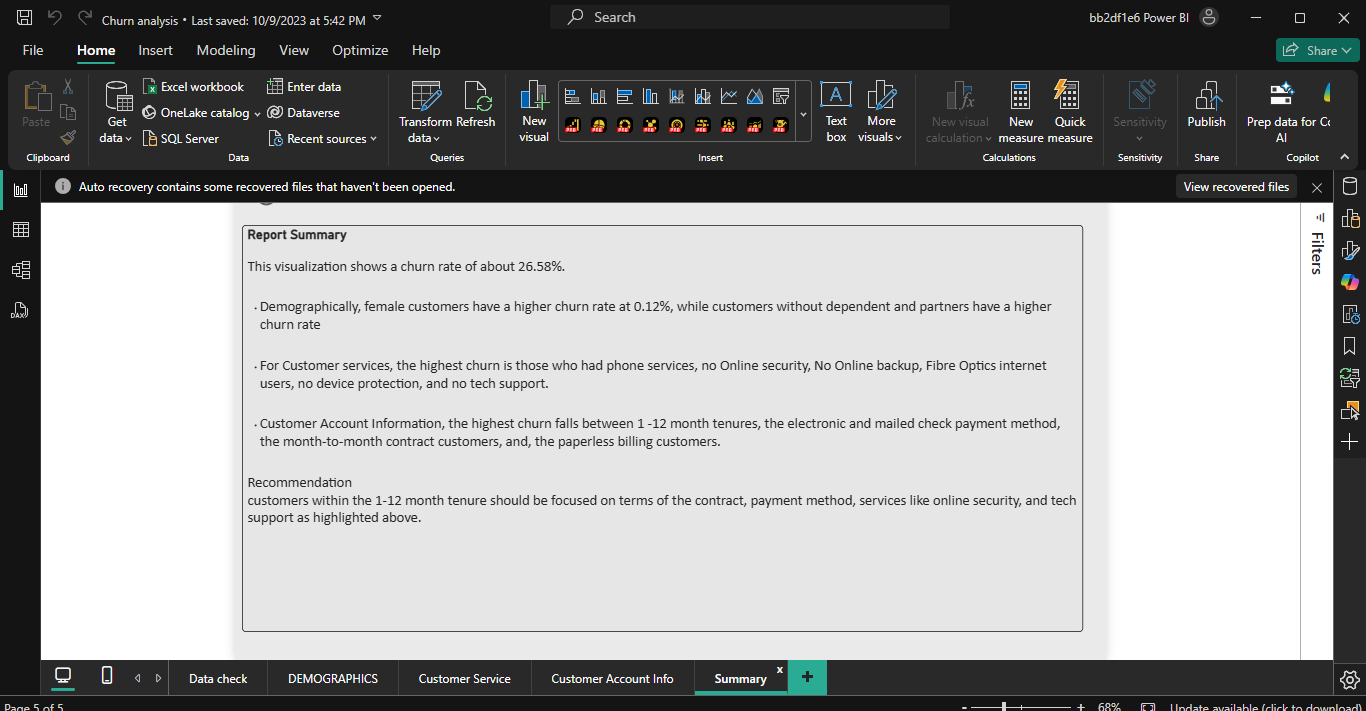 Churn analysis • Last saved: 10/9/2023 at 5:42 PM
Search
bb2df1e6 Power BI
File Home Insert Modeling View Optimize Help
Share
Paste
Clipboard
Get data
Excel workbook
OneLake catalog
SQL Server
Enter data
Dataverse
Recent sources
Data
Transform data
Refresh
Queries
New visual
Text box
More visuals
Insert
New visual calculation
New measure
Quick measure
Calculations
Sensitivity
Sensitivity
Publish
Share
Prep data for AI
Copilot
Auto recovery contains some recovered files that haven't been opened.
View recovered files
Filters
Report Summary
This visualization shows a churn rate of about 26.58%.
· Demographically, female customers have a higher churn rate at 0.12%, while customers without dependent and partners have a higher
churn rate
· For Customer services, the highest churn is those who had phone services, no Online security, No Online backup, Fibre Optics internet
users, no device protection, and no tech support.
· Customer Account Information, the highest churn falls between 1 -12 month tenures, the electronic and mailed check payment method,
the month-to-month contract customers, and, the paperless billing customers.
Recommendation
customers within the 1-12 month tenure should be focused on terms of the contract, payment method, services like online security, and tech
support as highlighted above.
Data check DEMOGRAPHICS Customer Service Customer Account Info Summary x +
Page 5 of 5
- + 68%
Update available (click to download)